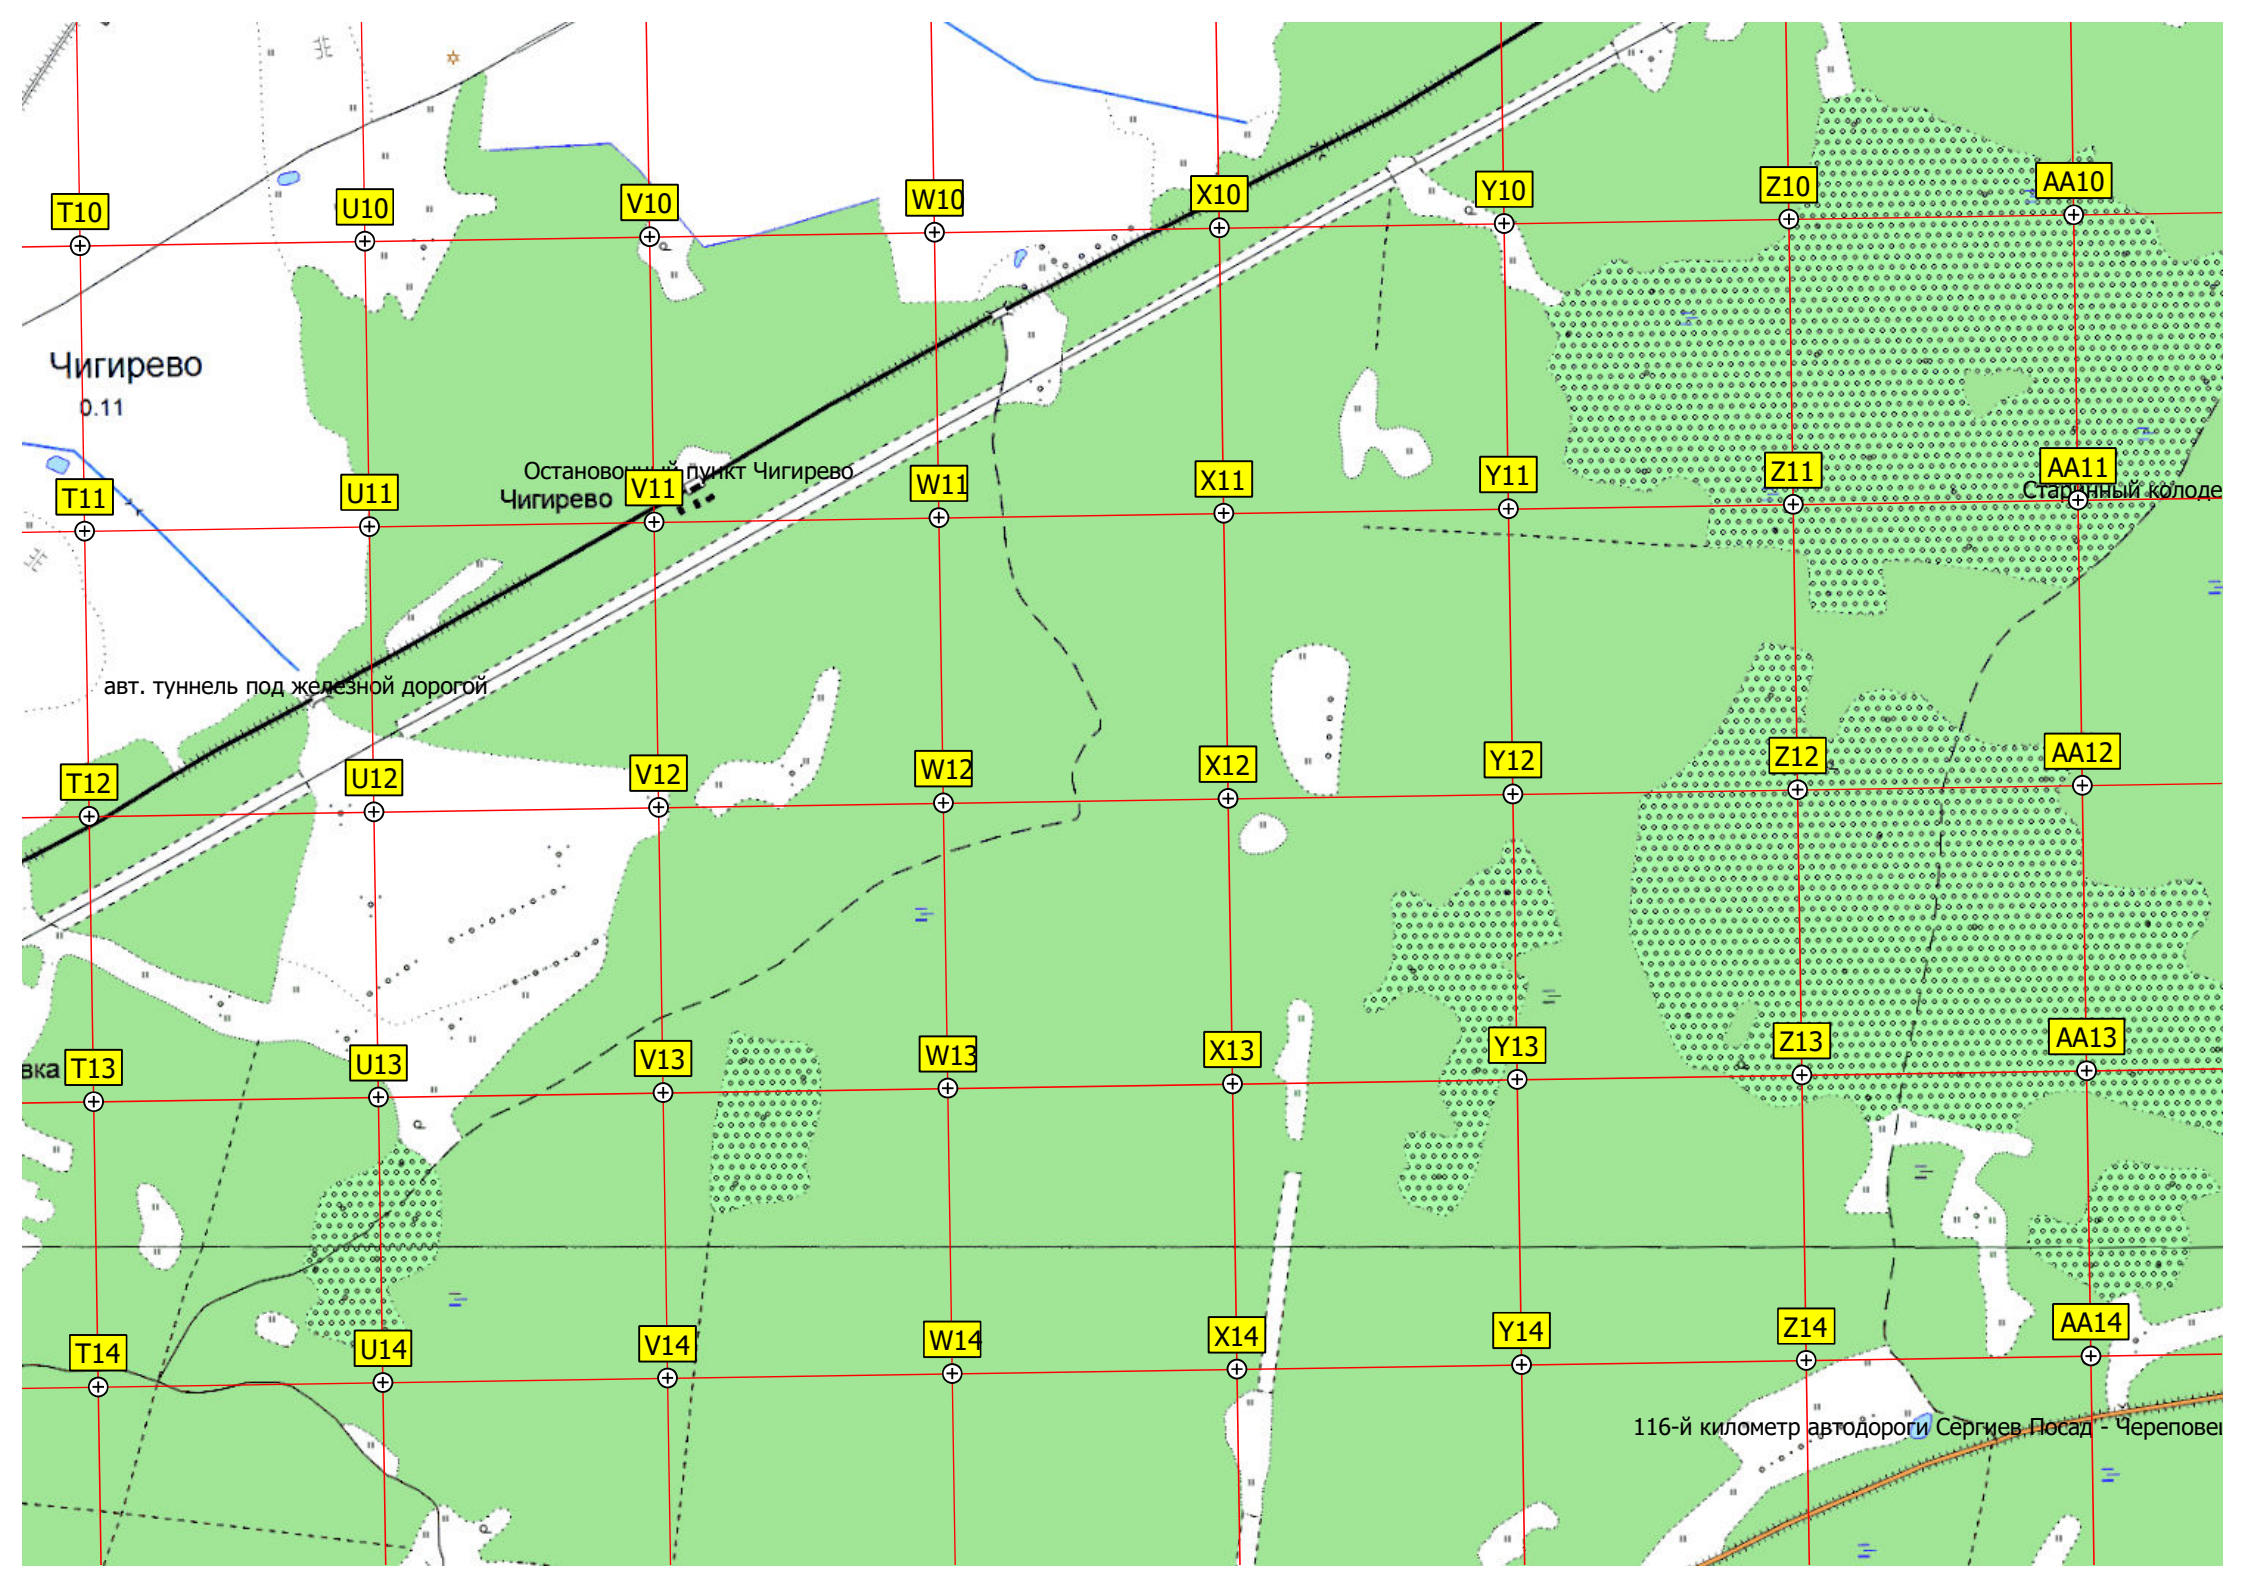 T10
U10
V10
W10
X10
Y10
Z10
AA10
Чигирево
0.11
Остановочный пункт Чигирево
Чигирево
T11
U11
V11
W11
X11
Y11
Z11
AA11
Старинный колоде
авт. туннель под железной дорогой
T12
U12
V12
W12
X12
Y12
Z12
AA12
вка
T13
U13
V13
W13
X13
Y13
Z13
AA13
T14
U14
V14
W14
X14
Y14
Z14
AA14
116-й километр автодороги Сергиев Посад - Череповец